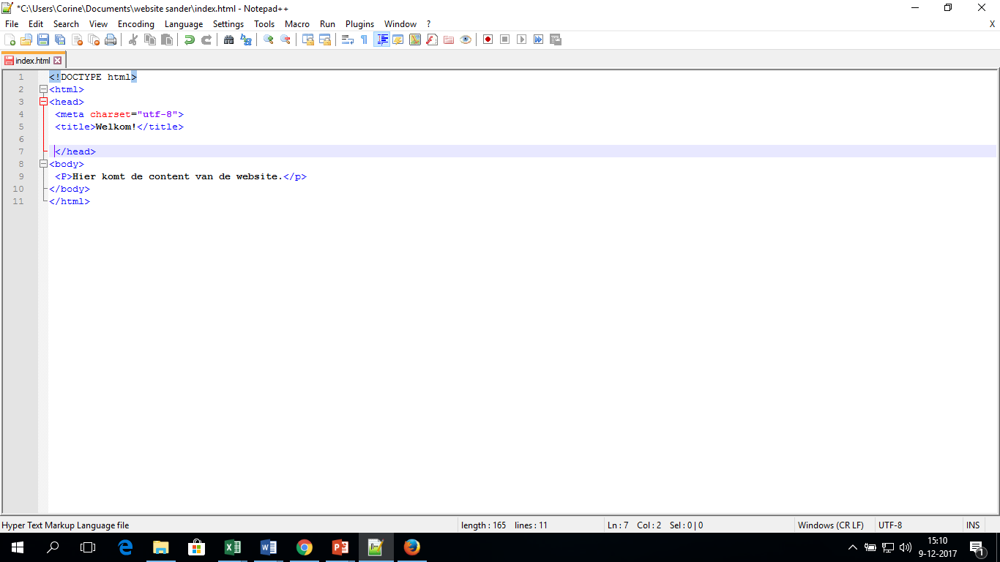 *C:\Users\Corine\Documents\website sander\index.html - Notepad++
File Edit Search View Encoding Language Settings Tools Macro Run Plugins Window ? X
index.html
1 <!DOCTYPE html>
2 <html>
3 <head>
4 <meta charset="utf-8">
5 <title>Welkom!</title>
6
7 </head>
8 <body>
9 <P>Hier komt de content van de website.</p>
10 </body>
11 </html>
Hyper Text Markup Language file length : 165 lines : 11 Ln : 7 Col : 2 Sel : 0 | 0 Windows (CR LF) UTF-8 INS
15:10
9-12-2017
1